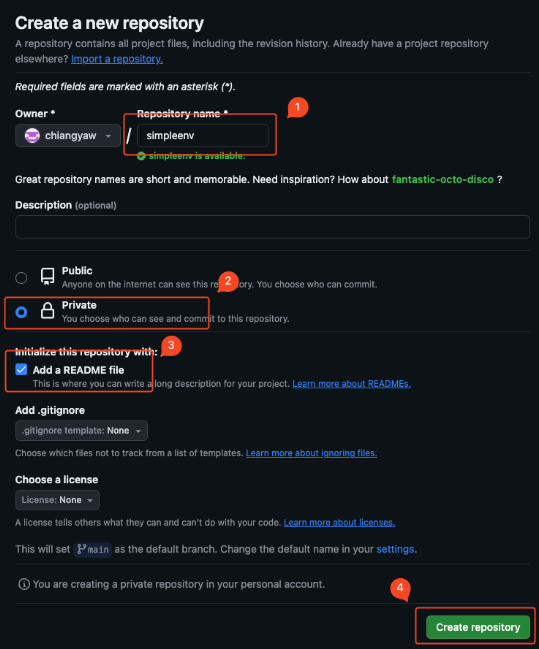 Create a new repository
A repository contains all project files, including the revision history. Already have a project repository
elsewhere? Import a repository.
Required fields are marked with an asterisk (*).
Owner * Repository name *
1
chiangyaw / simpleenv
simpleenv is available.
Great repository names are short and memorable. Need inspiration? How about fantastic-octo-disco ?
Description (optional)
Public
Anyone on the internet can see this repository. You choose who can commit.
2
Private
You choose who can see and commit to this repository.
Initialize this repository with:
3
Add a README file
This is where you can write a long description for your project. Learn more about READMEs.
Add .gitignore
.gitignore template: None
Choose which files not to track from a list of templates. Learn more about ignoring files.
Choose a license
License: None
A license tells others what they can and can't do with your code. Learn more about licenses.
This will set main as the default branch. Change the default name in your settings.
You are creating a private repository in your personal account.
4
Create repository